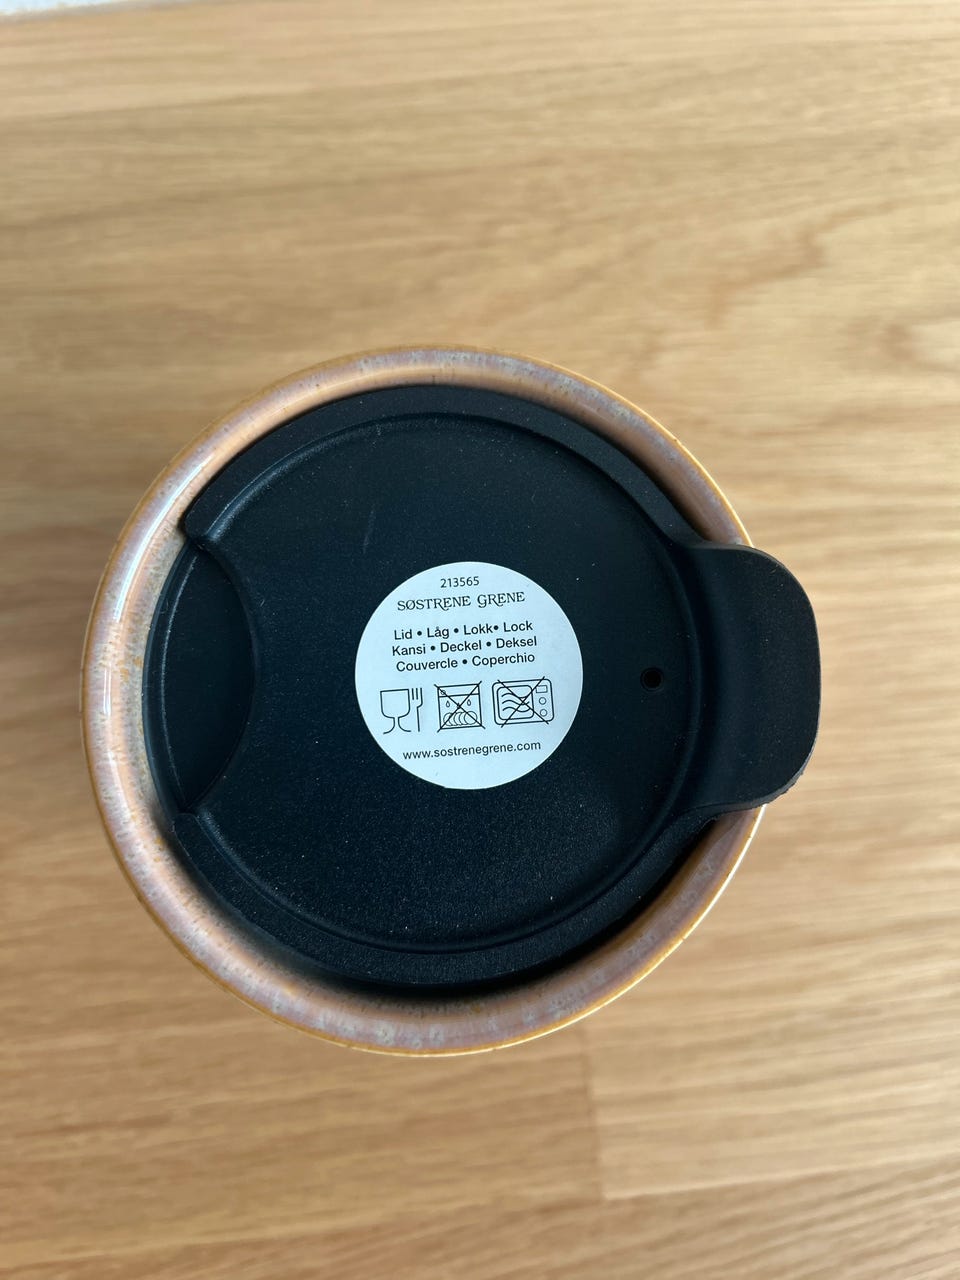 213565
SØSTRENE GRENE
Lid • Låg • Lokk• Lock
Kansi • Deckel • Deksel
Couvercle • Coperchio
www.sostrenegrene.com